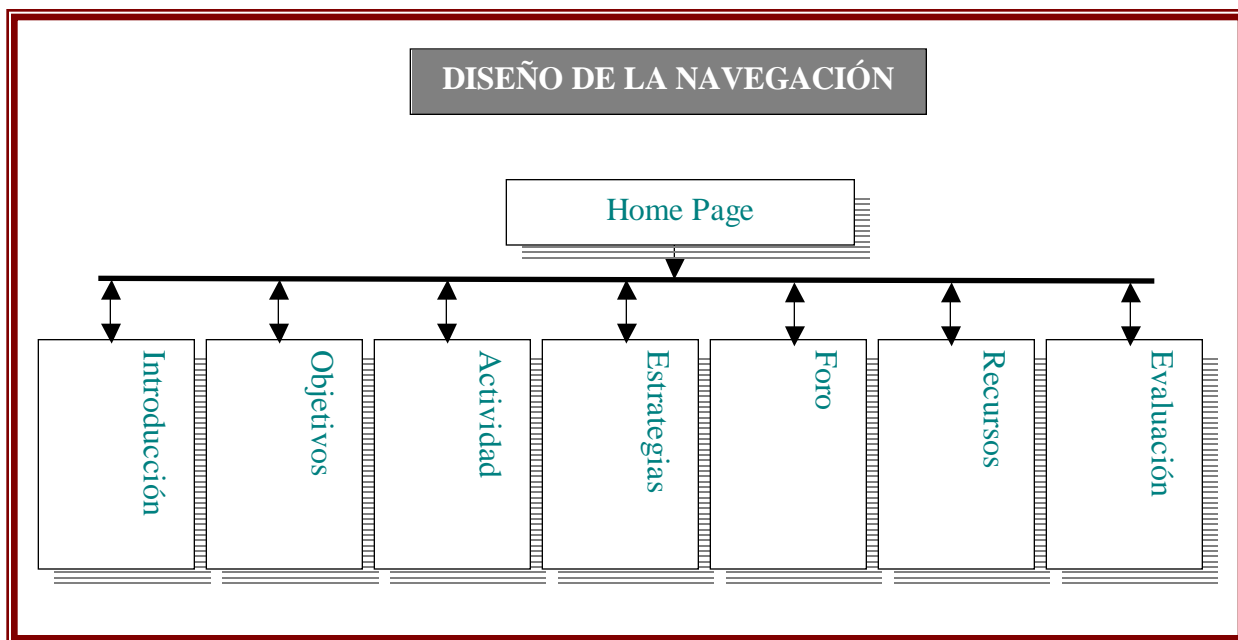 DISEÑO DE LA NAVEGACIÓN
Home Page
Introducción
Objetivos
Actividad
Estrategias
Foro
Recursos
Evaluación